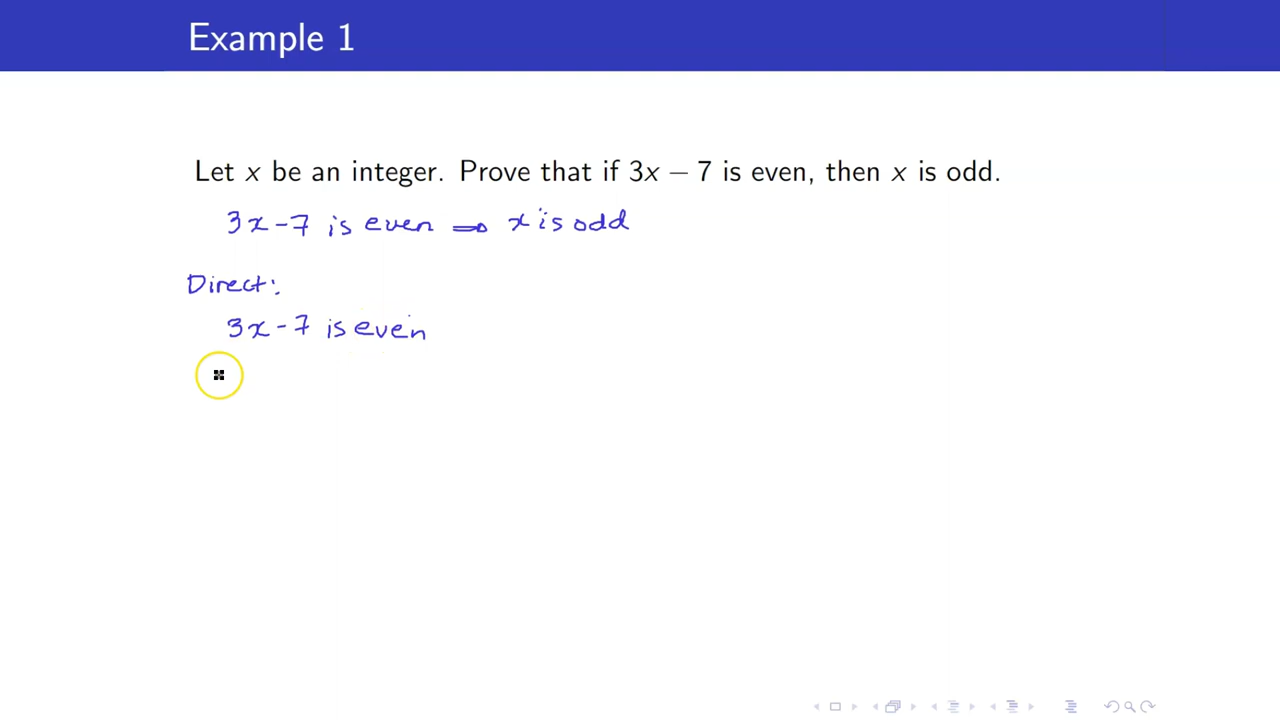 Example 1
Let x be an integer. Prove that if 3x − 7 is even, then x is odd.
3x-7 is even ⇒ x is odd
Direct:
3x-7 is even